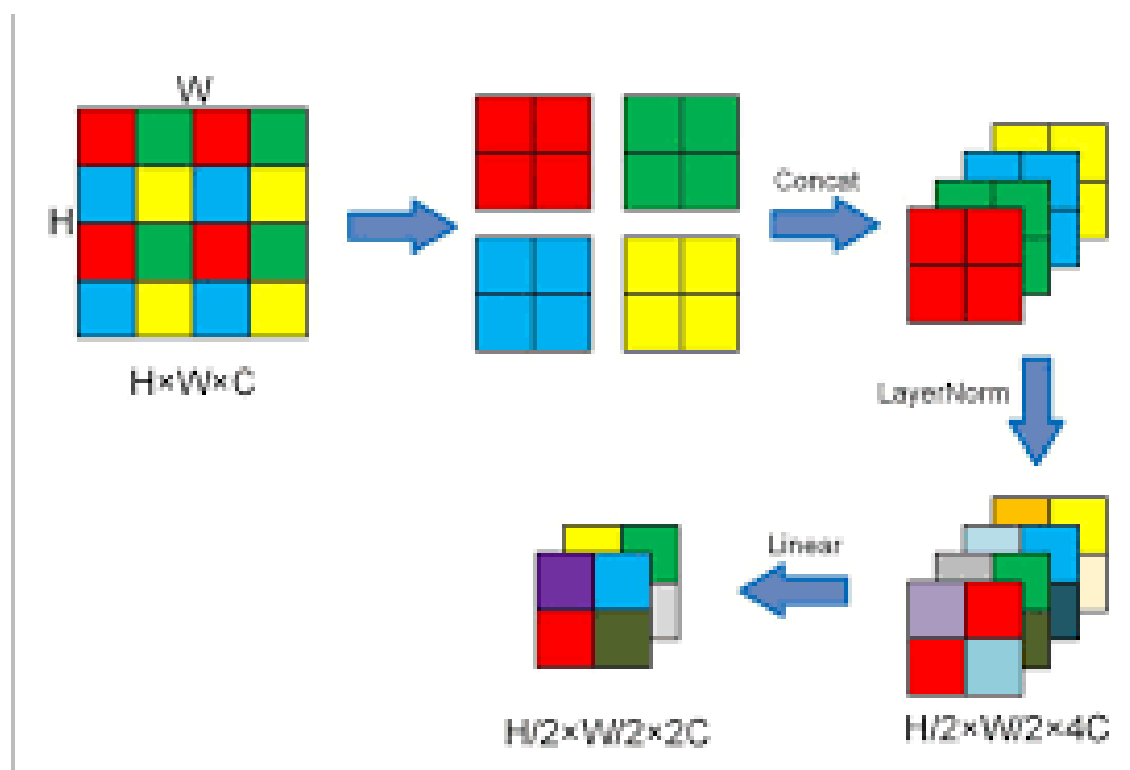 W
H
H×W×C
Concat
LayerNorm
Linear
H/2×W/2×2C
H/2×W/2×4C